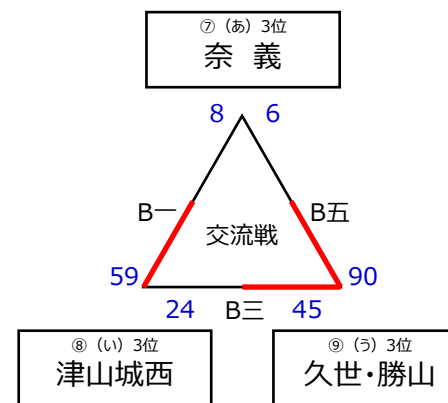 ⑦（あ）3位
奈 義
8 6
B一 B五
交流戦
59 90
24 B三 45
⑧（い）3位
津山城西
⑨（う）3位
久世・勝山